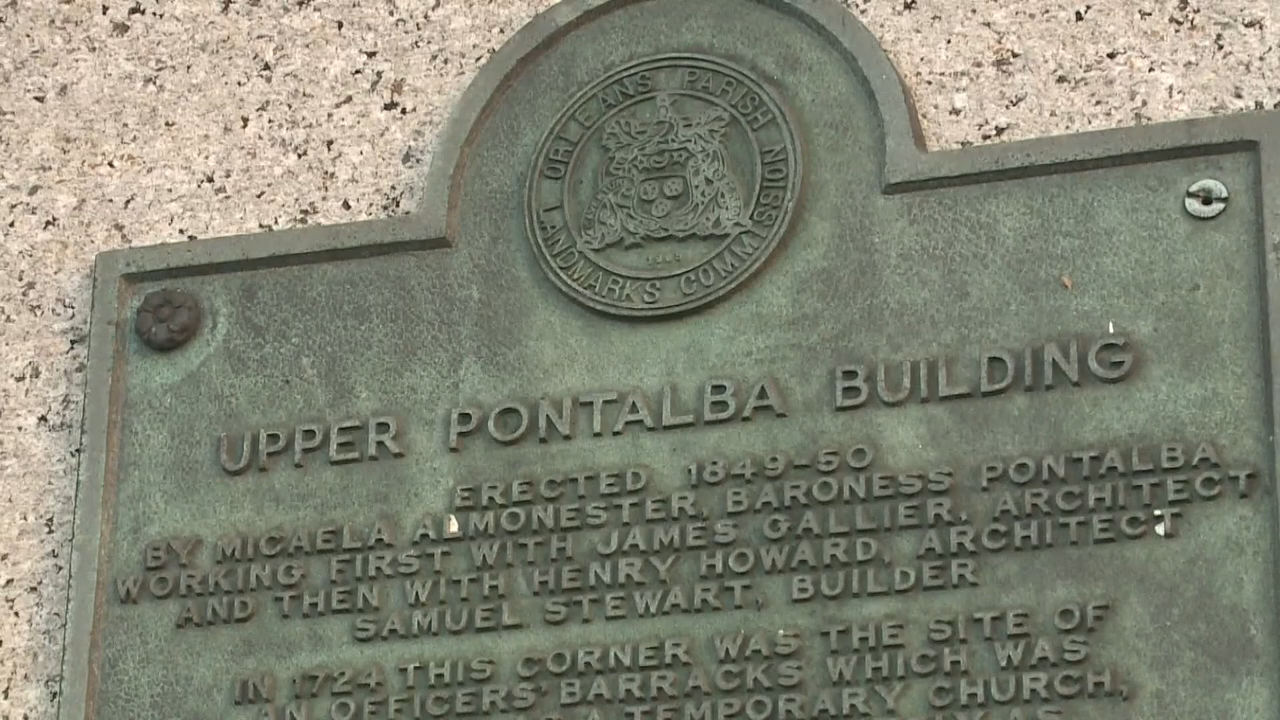 ORLEANS PARISH
LANDMARKS COMMISSION
UPPER PONTALBA BUILDING
ERECTED 1849-50
BY MICAELA ALMONESTER, BARONESS PONTALBA
WORKING FIRST WITH JAMES GALLIER, ARCHITECT
AND THEN WITH HENRY HOWARD, ARCHITECT
SAMUEL STEWART, BUILDER
IN 1724 THIS CORNER WAS THE SITE OF
AN OFFICERS' BARRACKS WHICH WAS
A TEMPORARY CHURCH,